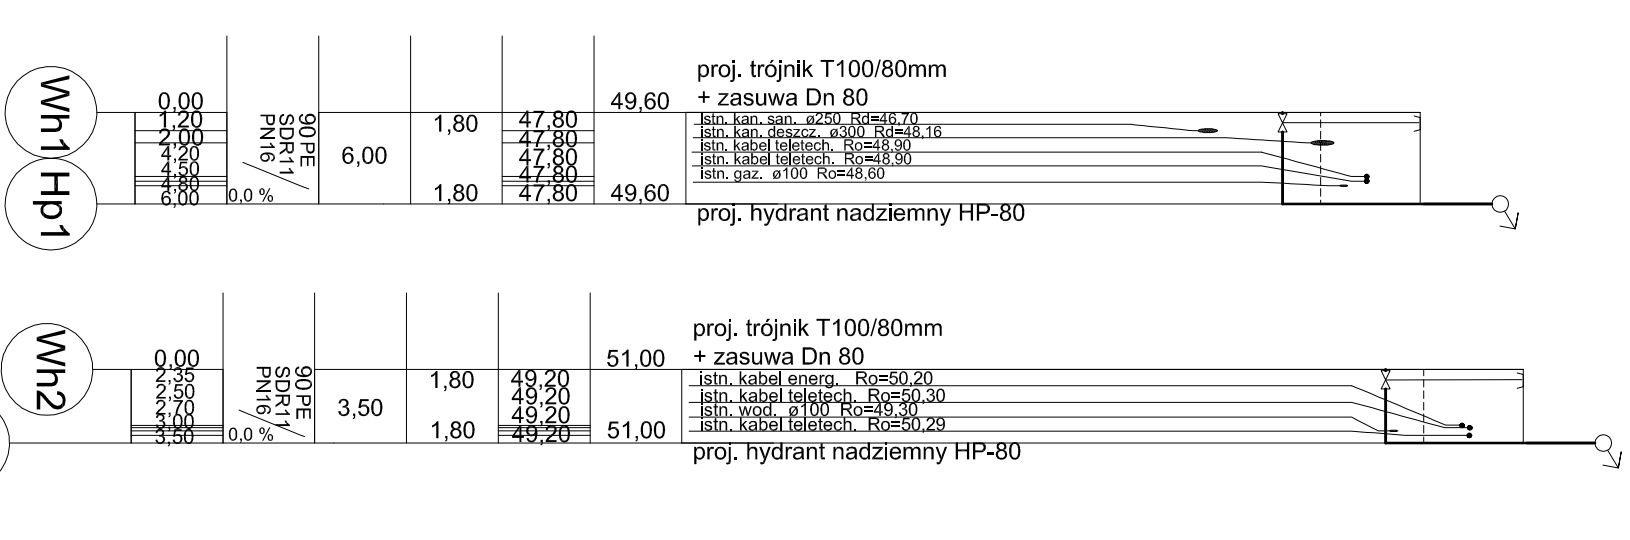 Wh1
Hp1
0,00
1,20
2,00
4,20
4,50
4,80
6,00
90PE
SDR11
PN16
0,0 %
6,00
1,80
1,80
47,80
47,80
47,80
47,80
47,80
49,60
49,60
proj. trójnik T100/80mm
+ zasuwa Dn 80
istn. kan. san. ø250 Rd=46,70
istn. kan. deszcz. ø300 Rd=48,16
istn. kabel teletech. Ro=48,90
istn. kabel teletech. Ro=48,90
istn. gaz. ø100 Ro=48,60
proj. hydrant nadziemny HP-80
Wh2
0,00
2,35
2,50
2,70
3,00
3,50
90PE
SDR11
PN16
0,0 %
3,50
1,80
1,80
49,20
49,20
49,20
49,20
51,00
51,00
proj. trójnik T100/80mm
+ zasuwa Dn 80
istn. kabel energ. Ro=50,20
istn. kabel teletech. Ro=50,30
istn. wod. ø100 Ro=49,30
istn. kabel teletech. Ro=50,29
proj. hydrant nadziemny HP-80